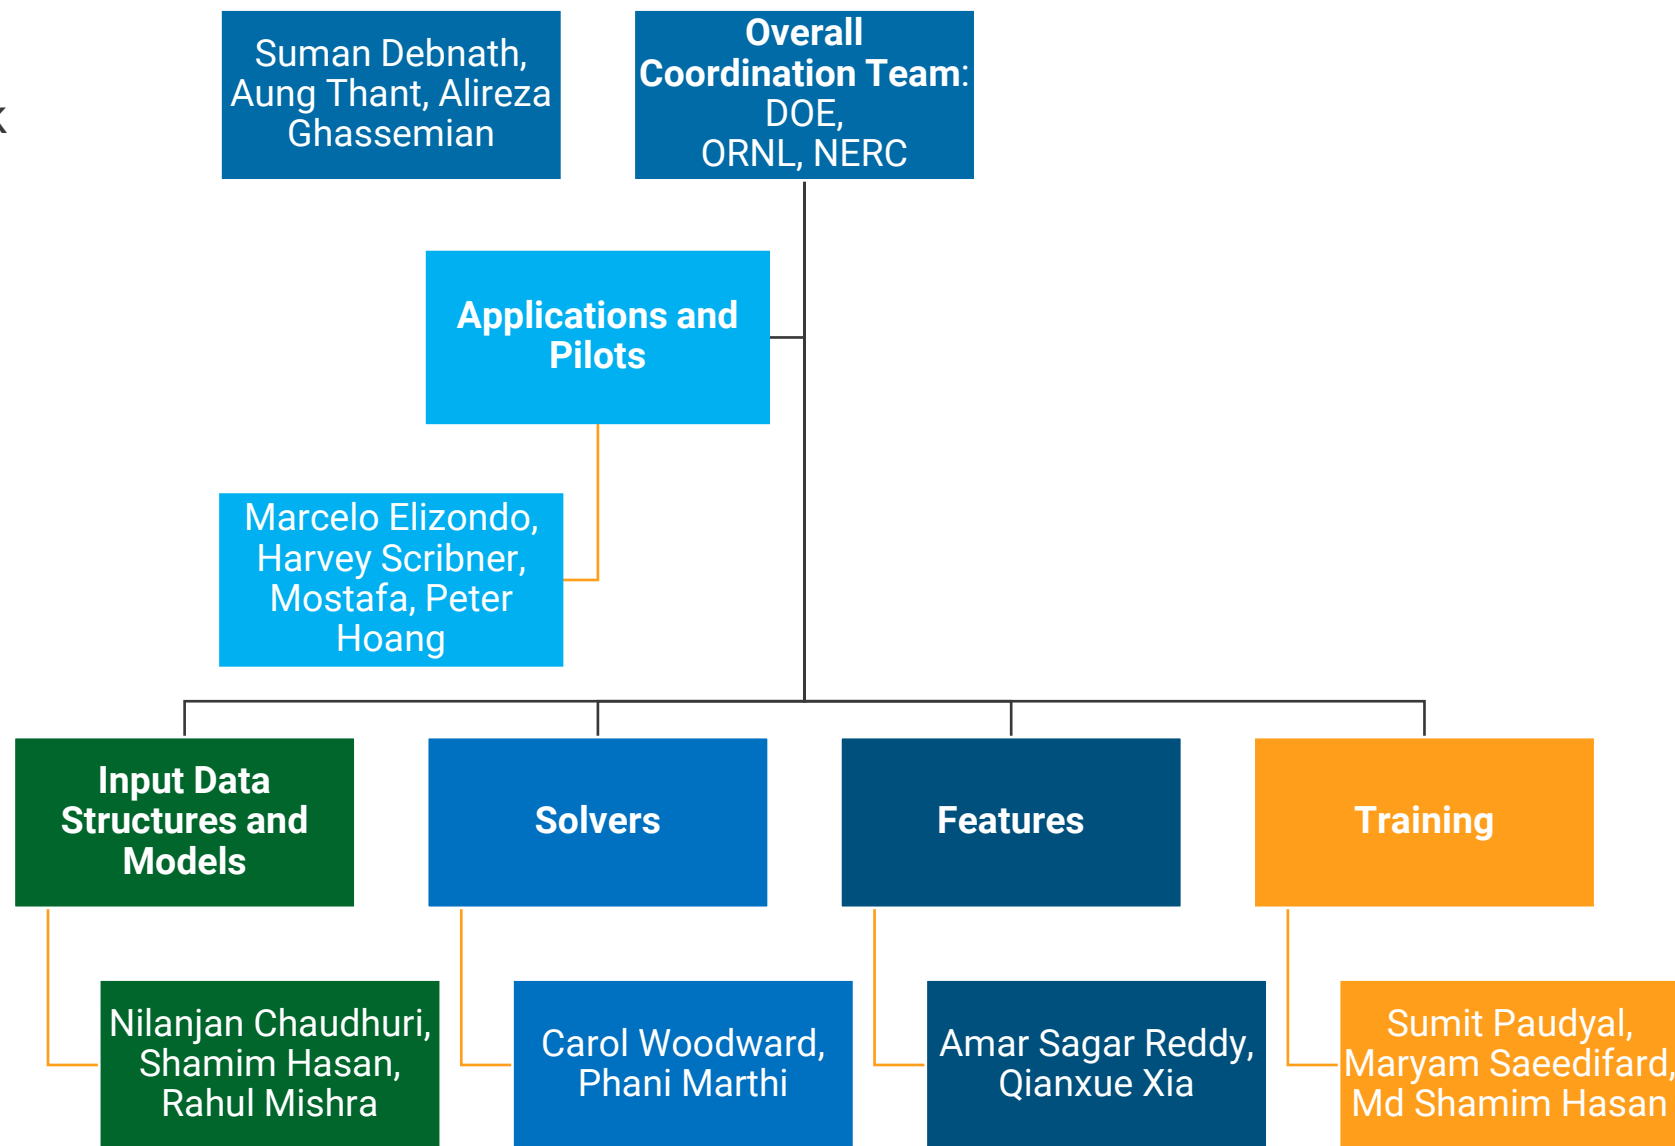 k
Suman Debnath,
Aung Thant, Alireza
Ghassemian
Overall
Coordination Team:
DOE,
ORNL, NERC
Applications and
Pilots
Marcelo Elizondo,
Harvey Scribner,
Mostafa, Peter
Hoang
Input Data
Structures and
Models
Solvers
Features
Training
Nilanjan Chaudhuri,
Shamim Hasan,
Rahul Mishra
Carol Woodward,
Phani Marthi
Amar Sagar Reddy,
Qianxue Xia
Sumit Paudyal,
Maryam Saeedifard,
Md Shamim Hasan